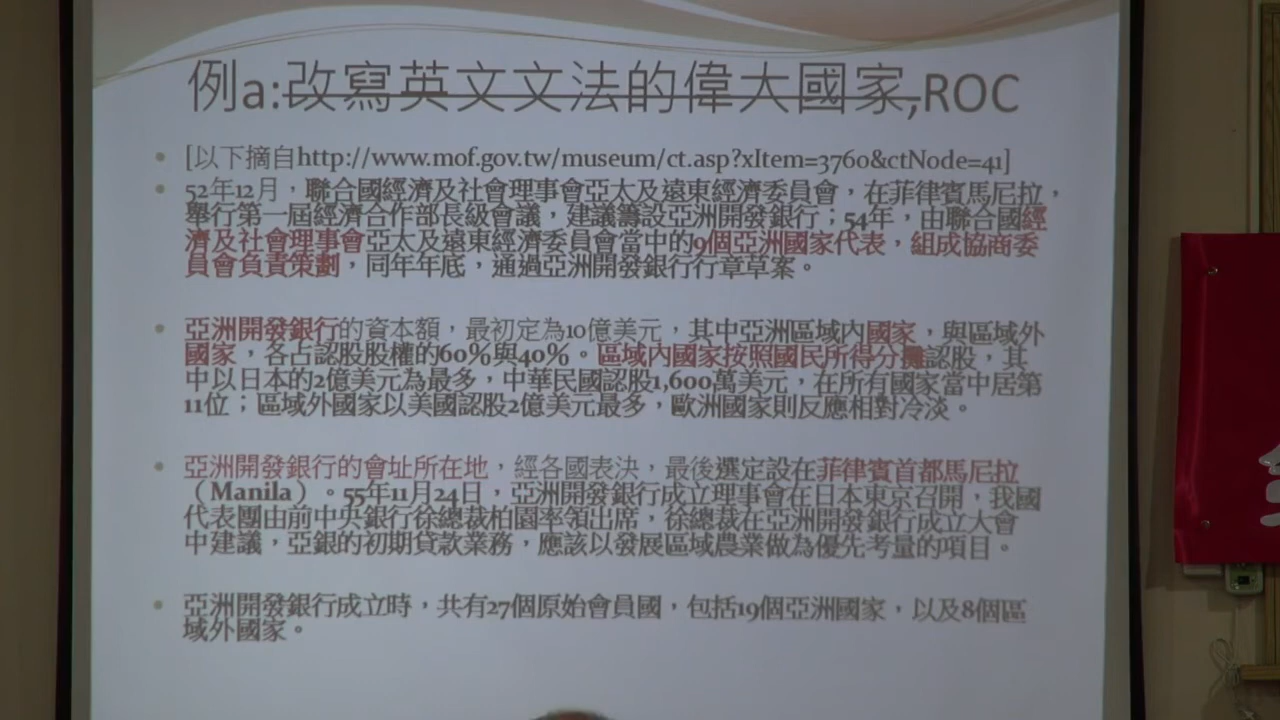 例a:改寫英文文法的偉大國家,ROC
[以下摘自http://www.mof.gov.tw/museum/ct.asp?xItem=3760&ctNode=41]
52年12月，聯合國經濟及社會理事會亞太及遠東經濟委員會，在菲律賓馬尼拉，
舉行第一屆經濟合作部長級會議，建議籌設亞洲開發銀行；54年，由聯合國經
濟及社會理事會亞太及遠東經濟委員會當中的9個亞洲國家代表，組成協商委
員會負責策劃，同年年底，通過亞洲開發銀行行章草案。
亞洲開發銀行的資本額，最初定為10億美元，其中亞洲區域內國家，與區域外
國家，各占認股股權的60%與40%。區域內國家按照國民所得分攤認股，其
中以日本的2億美元為最多，中華民國認股1,600萬美元，在所有國家當中居第
11位；區域外國家以美國認股2億美元最多，歐洲國家則反應相對冷淡。
亞洲開發銀行的會址所在地，經各國表決，最後選定設在菲律賓首都馬尼拉
（Manila）。55年11月24日，亞洲開發銀行成立理事會在日本東京召開，我國
代表團由前中央銀行徐總裁柏園率領出席，徐總裁在亞洲開發銀行成立大會
中建議，亞銀的初期貸款業務，應該以發展區域農業做為優先考量的項目。
亞洲開發銀行成立時，共有27個原始會員國，包括19個亞洲國家，以及8個區
域外國家。